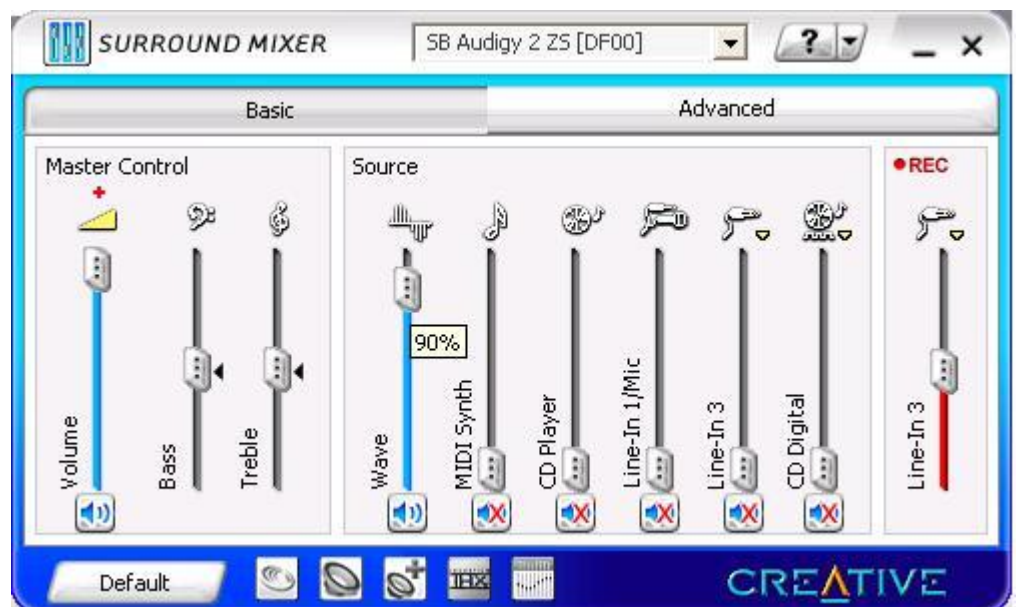 SURROUND MIXER
SB Audigy 2 ZS [DF00]
?
Basic
Advanced
Master Control
Source
REC
90%
Volume
Bass
Treble
Wave
MIDI Synth
CD Player
Line-In 1/Mic
Line-In 3
CD Digital
Line-In 3
Default
THX
CREATIVE